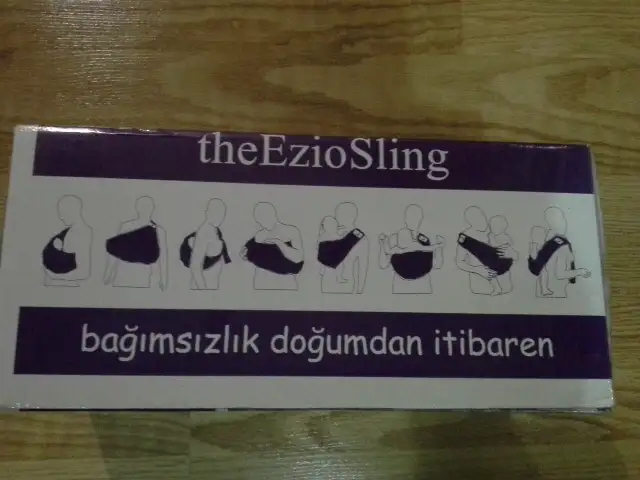 theEzioSling
bağımsızlık doğumdan itibaren